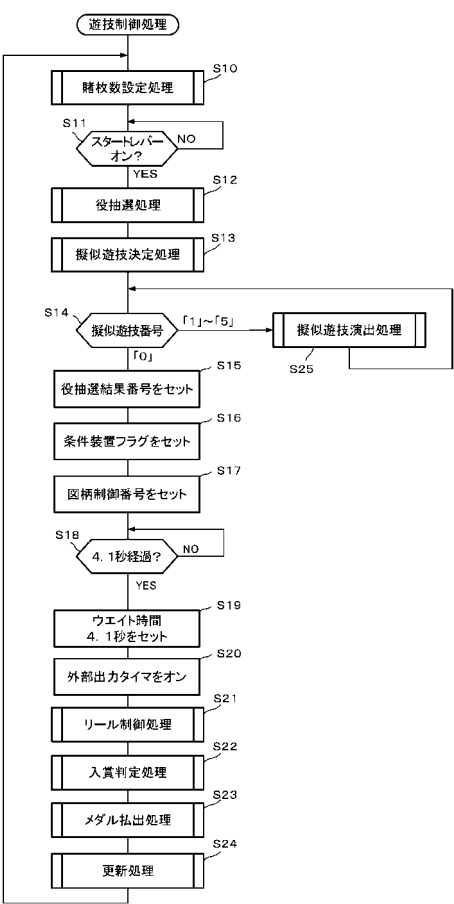 遊技制御処理
S10
賭枚数設定処理
S11
スタートレバー
オン?
NO
YES
S12
役抽選処理
S13
擬似遊技決定処理
S14
擬似遊技番号
「1」~「5」
擬似遊技演出処理
S25
「0」
S15
役抽選結果番号をセット
S16
条件装置フラグをセット
S17
図柄制御番号をセット
S18
4.1秒経過?
NO
YES
S19
ウエイト時間
4.1秒をセット
S20
外部出力タイマをオン
S21
リール制御処理
S22
入賞判定処理
S23
メダル払出処理
S24
更新処理